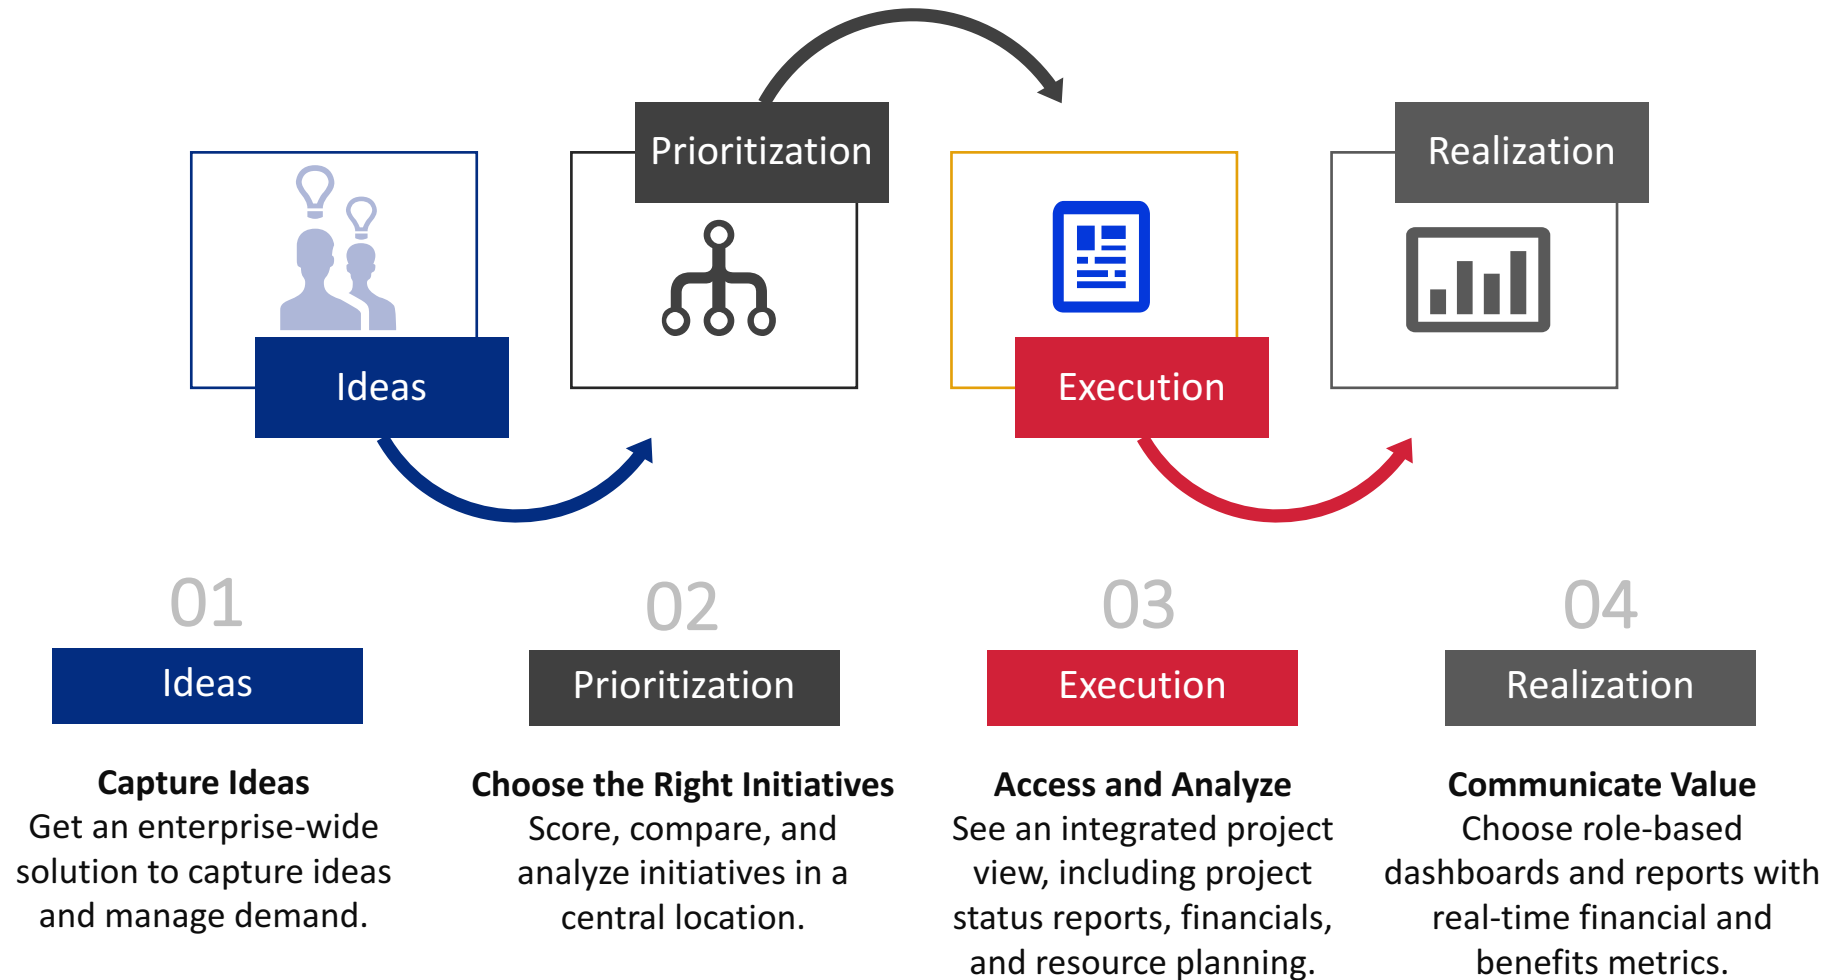 Prioritization
Realization
Ideas
Execution
01
02
03
04
Ideas
Prioritization
Execution
Realization
Capture Ideas
Get an enterprise-wide
solution to capture ideas
and manage demand.
Choose the Right Initiatives
Score, compare, and
analyze initiatives in a
central location.
Access and Analyze
See an integrated project
view, including project
status reports, financials,
and resource planning.
Communicate Value
Choose role-based
dashboards and reports with
real-time financial and
benefits metrics.